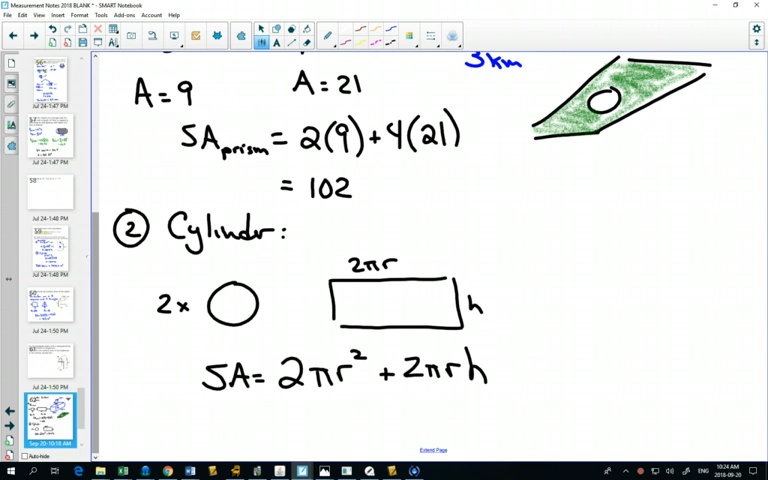 Measurement Notes 2018 BLANK * - SMART Notebook
File Edit View Insert Format Tools Add-ons Account Help
3km
A = 9
A = 21
SA prism = 2(9) + 4(21)
= 102
② Cylinder:
2πr
2 x
h
SA = 2πr² + 2πrh
Extend Page
Jul 24-1:47 PM
Jul 24-1:47 PM
Jul 24-1:48 PM
Jul 24-1:48 PM
Jul 24-1:50 PM
Jul 24-1:50 PM
Sep 20-10:18 AM
Auto-hide
ENG
10:24 AM
2018-09-20